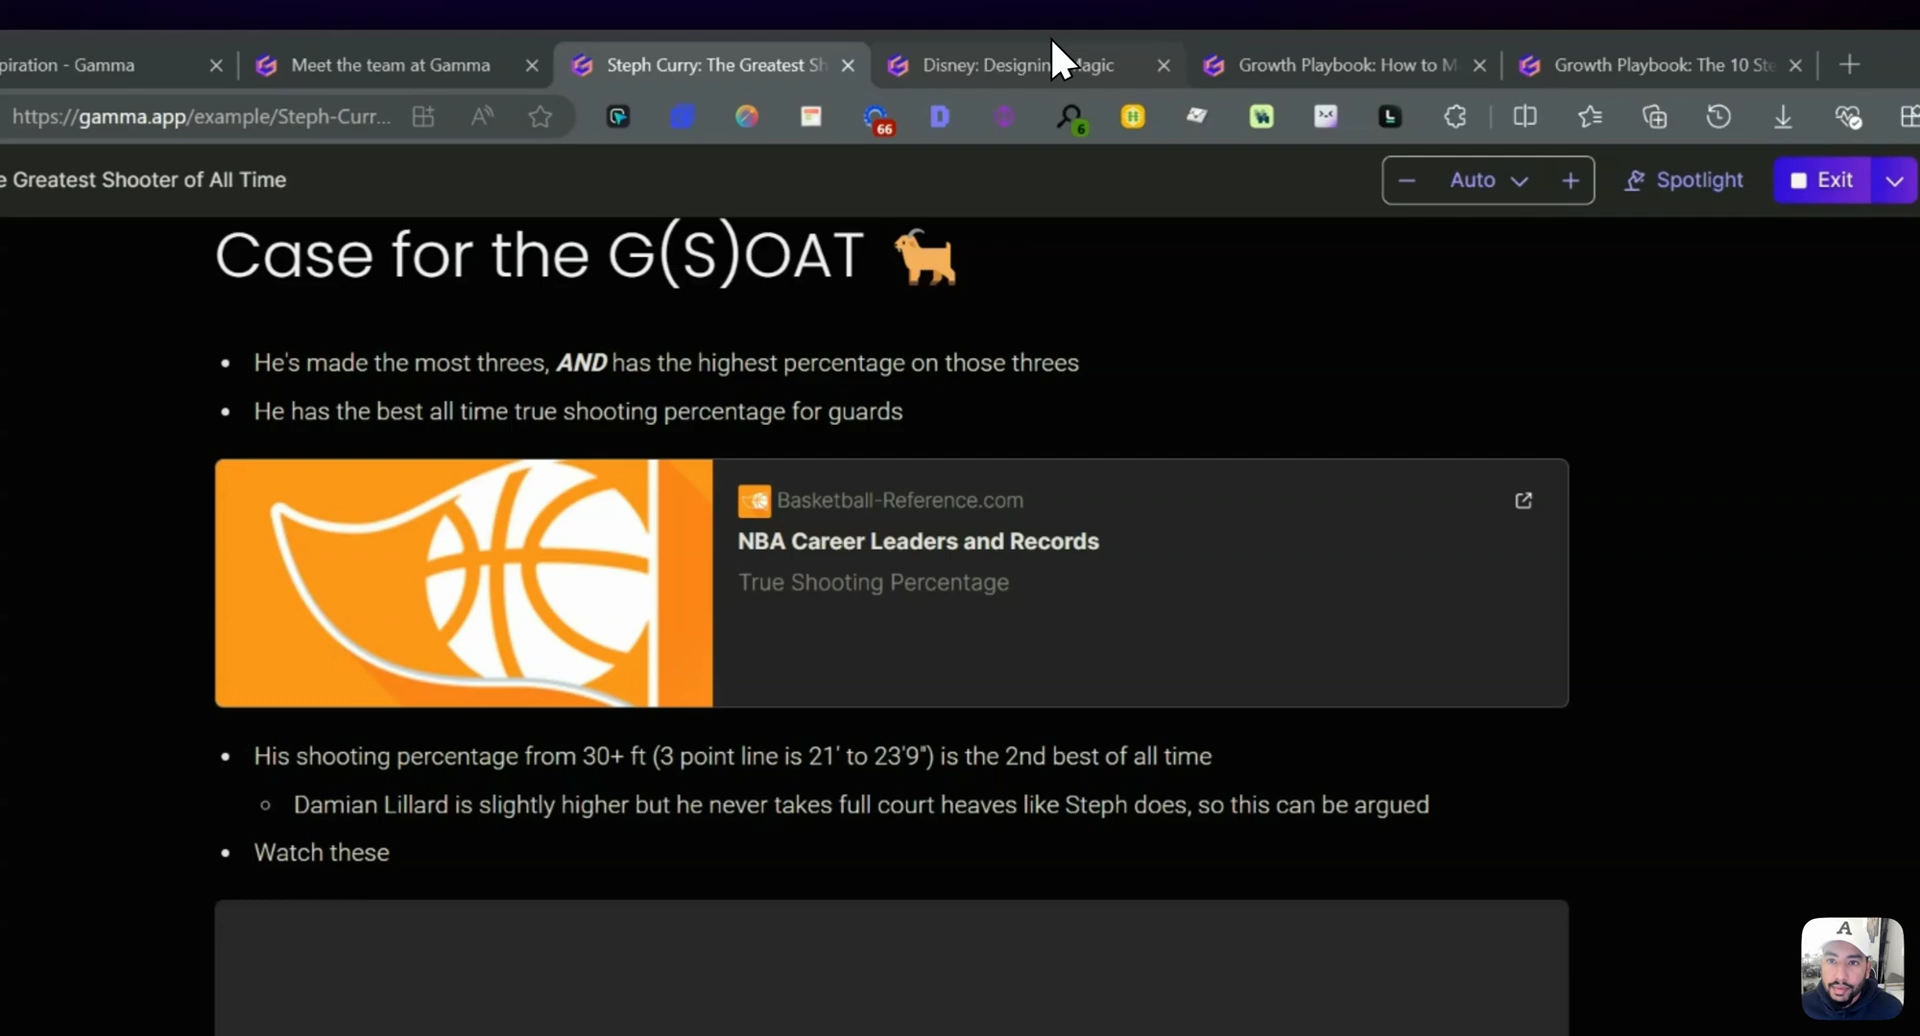 piration - Gamma
Meet the team at Gamma
Steph Curry: The Greatest Sh
Disney: Designin
agic
Growth Playbook: How to M
Growth Playbook: The 10 Ste
https://gamma.app/example/Steph-Curr...
66
D
6
H
L
e Greatest Shooter of All Time
Auto
Spotlight
Exit
Case for the G(S)OAT
He's made the most threes, AND has the highest percentage on those threes
He has the best all time true shooting percentage for guards
Basketball-Reference.com
NBA Career Leaders and Records
True Shooting Percentage
His shooting percentage from 30+ ft (3 point line is 21' to 23'9") is the 2nd best of all time
Damian Lillard is slightly higher but he never takes full court heaves like Steph does, so this can be argued
Watch these
A